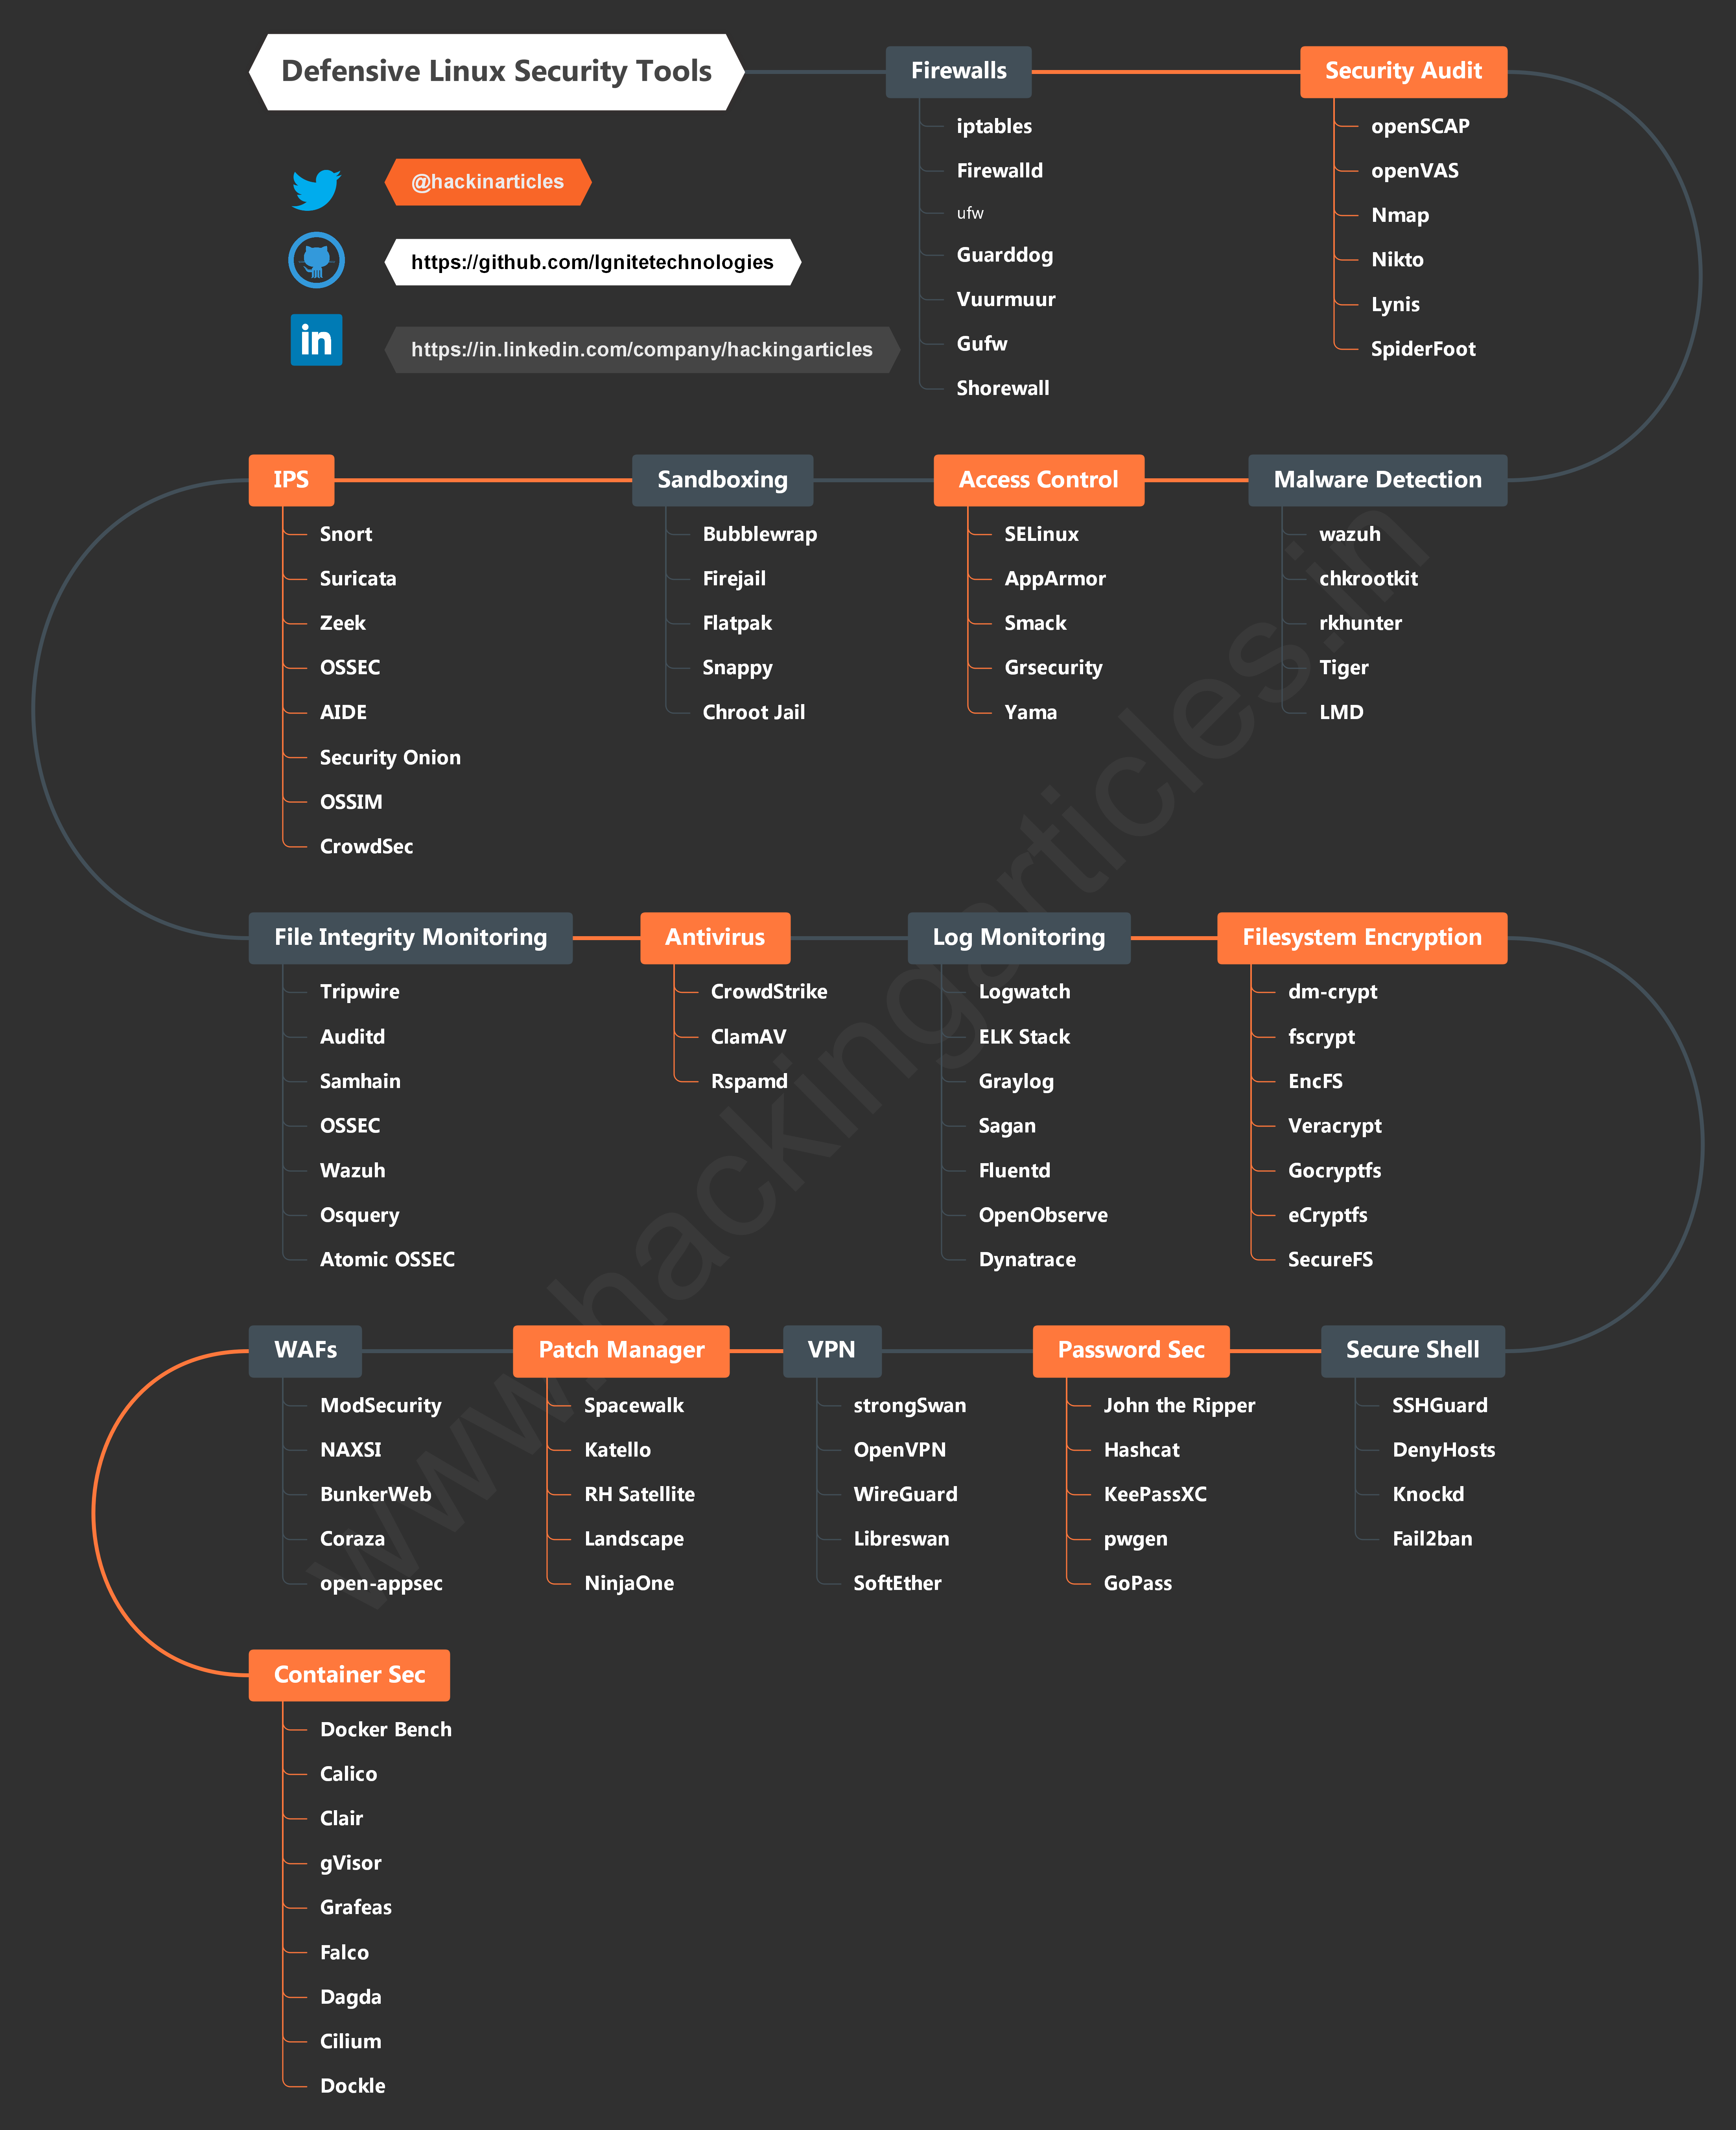 Defensive Linux Security Tools
@hackinarticles
https://github.com/Ignitetechnologies
in
https://in.linkedin.com/company/hackingarticles
Firewalls
iptables
Firewalld
ufw
Guarddog
Vuurmuur
Gufw
Shorewall
Security Audit
openSCAP
openVAS
Nmap
Nikto
Lynis
SpiderFoot
Malware Detection
wazuh
chkrootkit
rkhunter
Tiger
LMD
Access Control
SELinux
AppArmor
Smack
Grsecurity
Yama
Sandboxing
Bubblewrap
Firejail
Flatpak
Snappy
Chroot Jail
IPS
Snort
Suricata
Zeek
OSSEC
AIDE
Security Onion
OSSIM
CrowdSec
File Integrity Monitoring
Tripwire
Auditd
Samhain
OSSEC
Wazuh
Osquery
Atomic OSSEC
Antivirus
CrowdStrike
ClamAV
Rspamd
Log Monitoring
Logwatch
ELK Stack
Graylog
Sagan
Fluentd
OpenObserve
Dynatrace
Filesystem Encryption
dm-crypt
fscrypt
EncFS
Veracrypt
Gocryptfs
eCryptfs
SecureFS
Secure Shell
SSHGuard
DenyHosts
Knockd
Fail2ban
Password Sec
John the Ripper
Hashcat
KeePassXC
pwgen
GoPass
VPN
strongSwan
OpenVPN
WireGuard
Libreswan
SoftEther
Patch Manager
Spacewalk
Katello
RH Satellite
Landscape
NinjaOne
WAFs
ModSecurity
NAXSI
BunkerWeb
Coraza
open-appsec
Container Sec
Docker Bench
Calico
Clair
gVisor
Grafeas
Falco
Dagda
Cilium
Dockle
www.hackingarticles.in